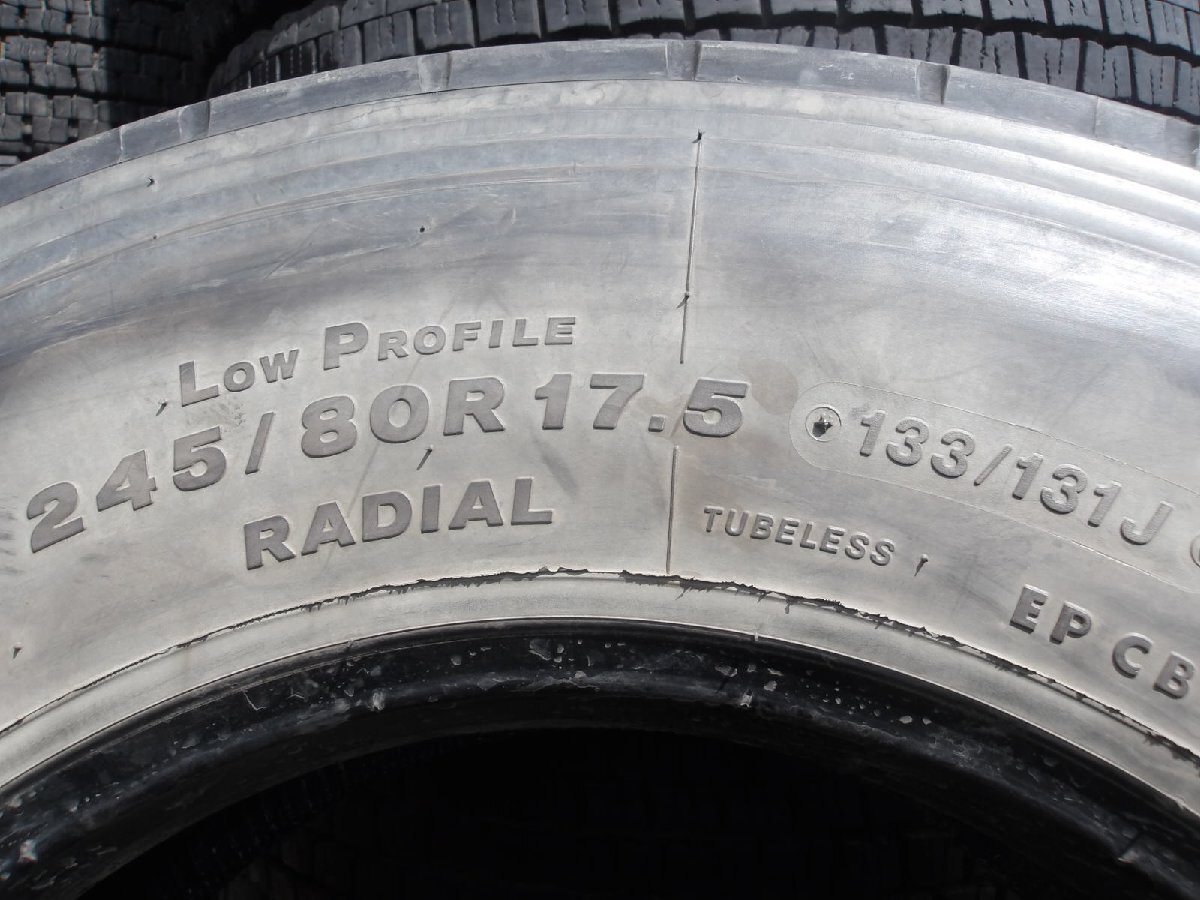 LOW PROFILE
245/80R17.5
133/131J
RADIAL
TUBELESS
EP CB